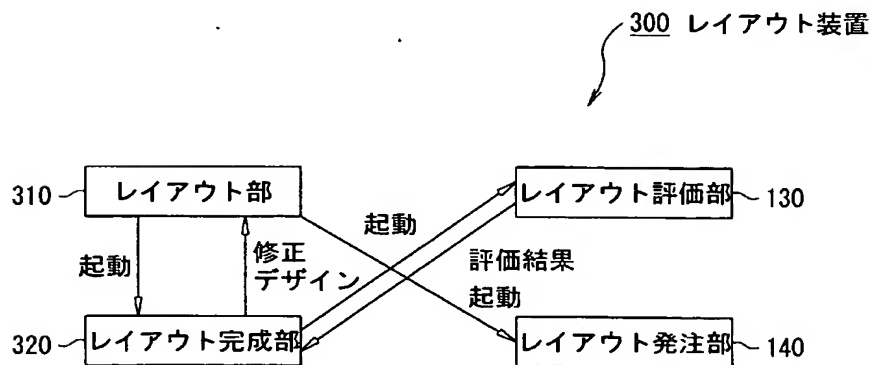 300 レイアウト装置
310 レイアウト部
レイアウト評価部 130
起動
起動
修正
デザイン
評価結果
起動
320 レイアウト完成部
レイアウト発注部 140